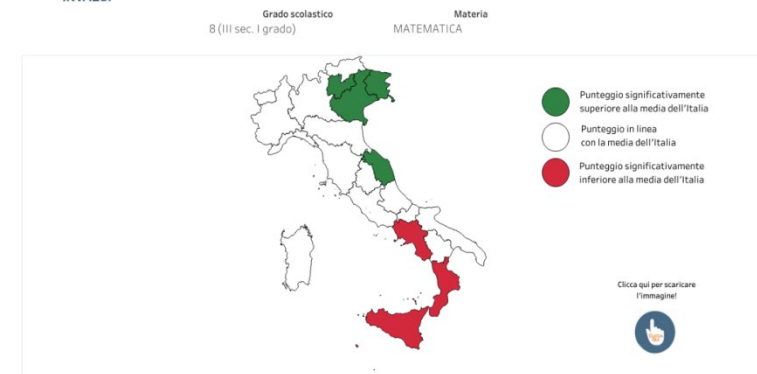 Grado scolastico
Materia
8 (III sec. I grado)
MATEMATICA
Punteggio significativamente
superiore alla media dell'Italia
Punteggio in linea
con la media dell'Italia
Punteggio significativamente
inferiore alla media dell'Italia
Clicca qui per scaricare
l'immagine!